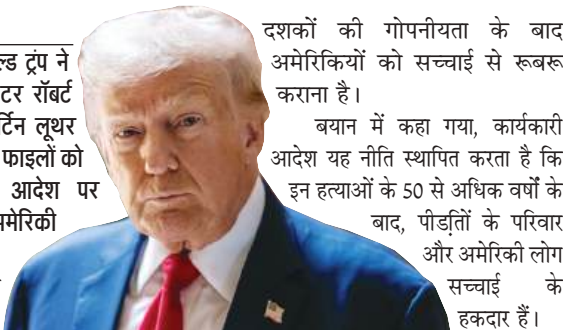 ल्ड ट्रंप ने
टर रॉबर्ट
र्टिन लूथर
फाइलों को
आदेश पर
मेरिकी
दशकों की गोपनीयता के बाद
अमेरिकियों को सच्चाई से रूबरू
कराना है।
बयान में कहा गया, कार्यकारी
आदेश यह नीति स्थापित करता है कि
इन हत्याओं के 50 से अधिक वर्षों के
बाद, पीडि़तों के परिवार
और अमेरिकी लोग
सच्चाई के
हकदार हैं।